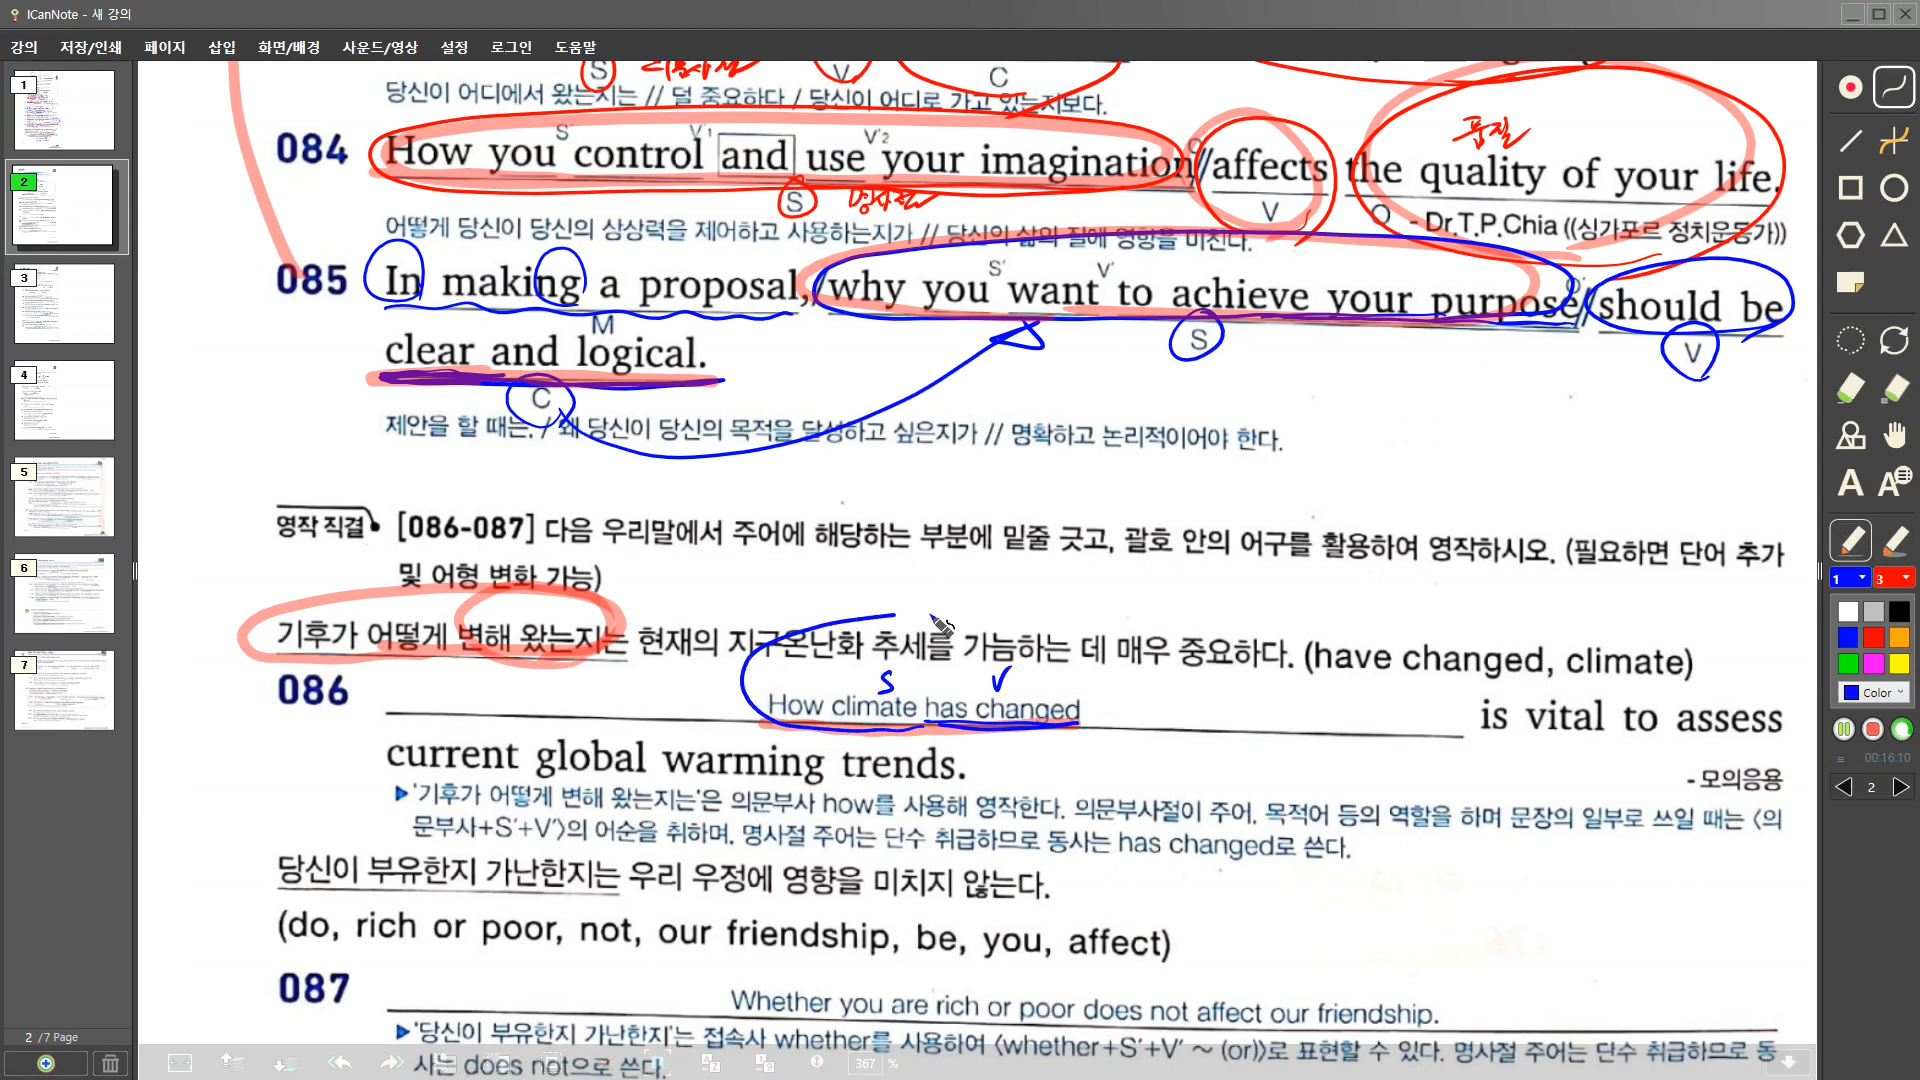 ICanNote - 새 강의
강의 저장/인쇄 페이지 삽입 화면/배경 사운드/영상 설정 로그인 도움말
S V C
당신이 어디에서 왔는지는 // 덜 중요하다 / 당신이 어디로 가고 있는지보다.
S′ V′1 V′2 O′ 품질
084 How you control and use your imagination//affects the quality of your life.
S 명사절 V O - Dr.T.P.Chia ((싱가포르 정치운동가))
어떻게 당신이 당신의 상상력을 제어하고 사용하는지가 // 당신의 삶의 질에 영향을 미친다.
S′ V′ O′
085 In making a proposal,/why you want to achieve your purpose//should be
M S V
clear and logical.
C
제안을 할 때는, / 왜 당신이 당신의 목적을 달성하고 싶은지가 // 명확하고 논리적이어야 한다.
영작 직결 [086-087] 다음 우리말에서 주어에 해당하는 부분에 밑줄 긋고, 괄호 안의 어구를 활용하여 영작하시오. (필요하면 단어 추가
및 어형 변화 가능)
기후가 어떻게 변해 왔는지는 현재의 지구온난화 추세를 가늠하는 데 매우 중요하다. (have changed, climate)
S V
086 How climate has changed is vital to assess
current global warming trends.
- 모의응용
▶'기후가 어떻게 변해 왔는지는'은 의문부사 how를 사용해 영작한다. 의문부사절이 주어, 목적어 등의 역할을 하며 문장의 일부로 쓰일 때는 〈의
문부사+S′+V′〉의 어순을 취하며, 명사절 주어는 단수 취급하므로 동사는 has changed로 쓴다.
당신이 부유한지 가난한지는 우리 우정에 영향을 미치지 않는다.
(do, rich or poor, not, our friendship, be, you, affect)
087 Whether you are rich or poor does not affect our friendship.
▶'당신이 부유한지 가난한지'는 접속사 whether를 사용하여 〈whether+S′+V′ ~ (or)〉로 표현할 수 있다. 명사절 주어는 단수 취급하므로 동
사는 does not으로 쓴다.
1
2
3
4
5
6
7
2 /7 Page
367 %
1 3
Color
00:16:10
2